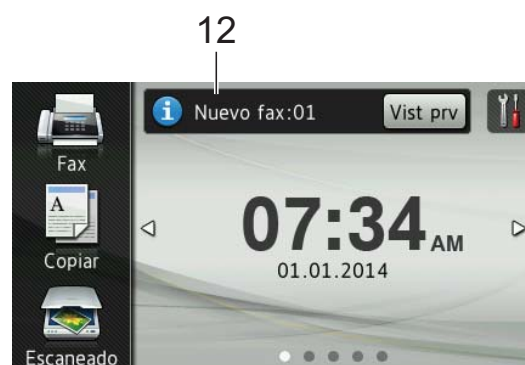 12
Nuevo fax:01
Vist prv
Fax
A
Copiar
Escaneado
07:34 AM
01.01.2014